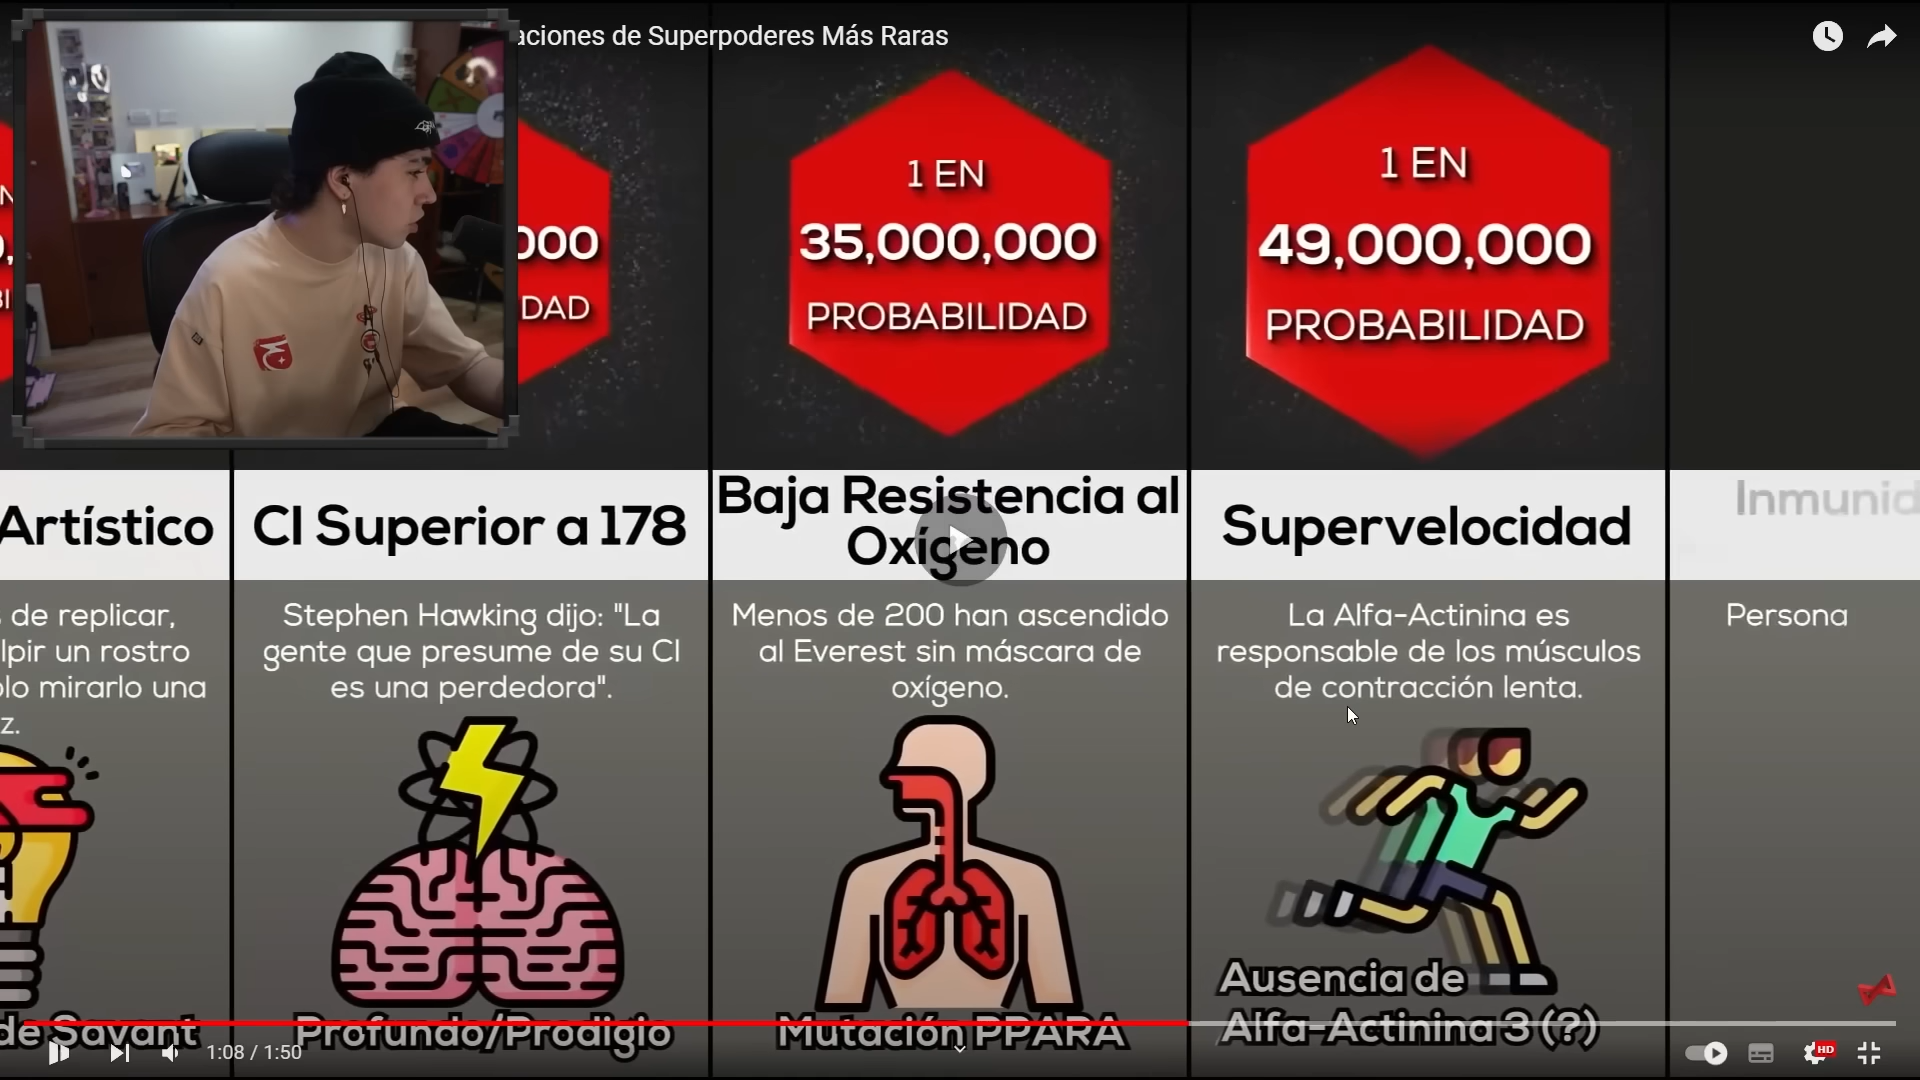 aciones de Superpoderes Más Raras
000
DAD
1 EN
35,000,000
PROBABILIDAD
1 EN
49,000,000
PROBABILIDAD
Artístico
CI Superior a 178
Baja Resistencia al
Oxígeno
Supervelocidad
Inmunid
de replicar,
lpir un rostro
olo mirarlo una
z.
Stephen Hawking dijo: "La
gente que presume de su CI
es una perdedora".
Menos de 200 han ascendido
al Everest sin máscara de
oxígeno.
La Alfa-Actinina es
responsable de los músculos
de contracción lenta.
Persona
de Savant
Profundo/Prodigio
Mutación PPARA
Ausencia de
Alfa-Actinina 3 (?)
1:08 / 1:50
HD